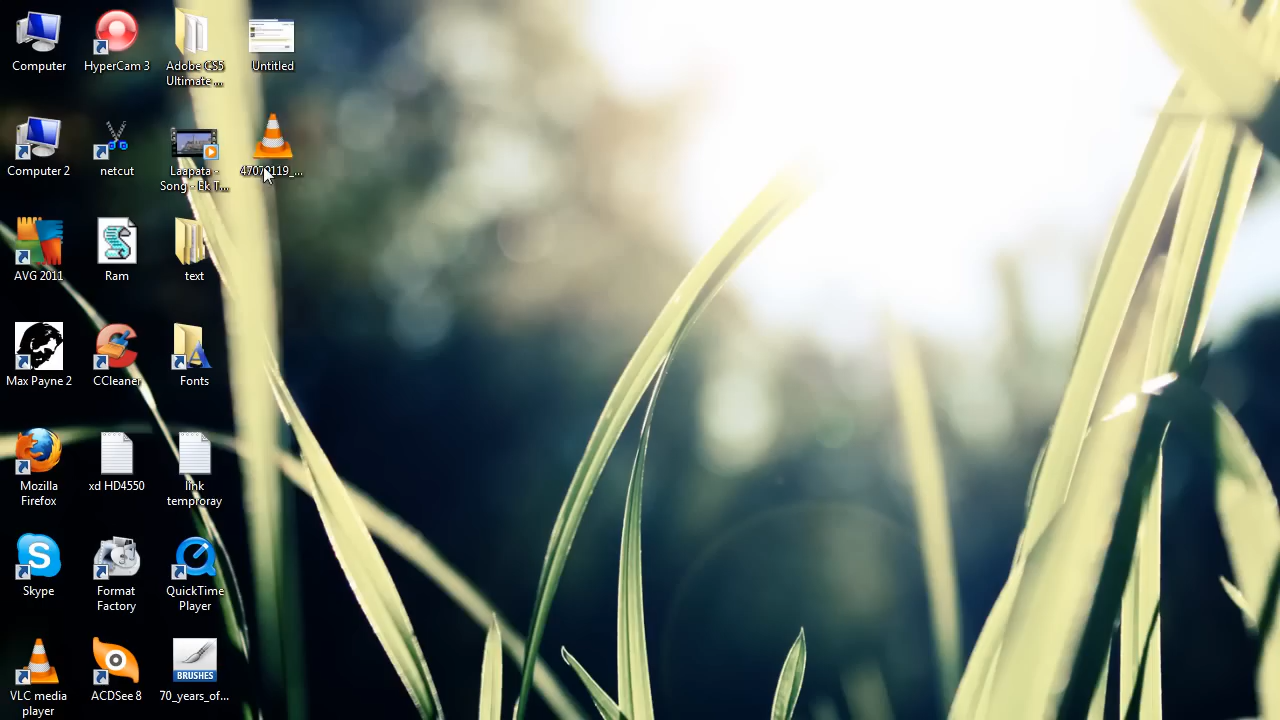 Computer
HyperCam 3
Adobe CS5
Ultimate ...
Untitled
Computer 2
netcut
Laapata -
Song - Ek T...
47070119_...
AVG 2011
Ram
text
Max Payne 2
CCleaner
Fonts
Mozilla
Firefox
xd HD4550
link
temproray
Skype
Format
Factory
QuickTime
Player
VLC media
player
ACDSee 8
BRUSHES
70_years_of...